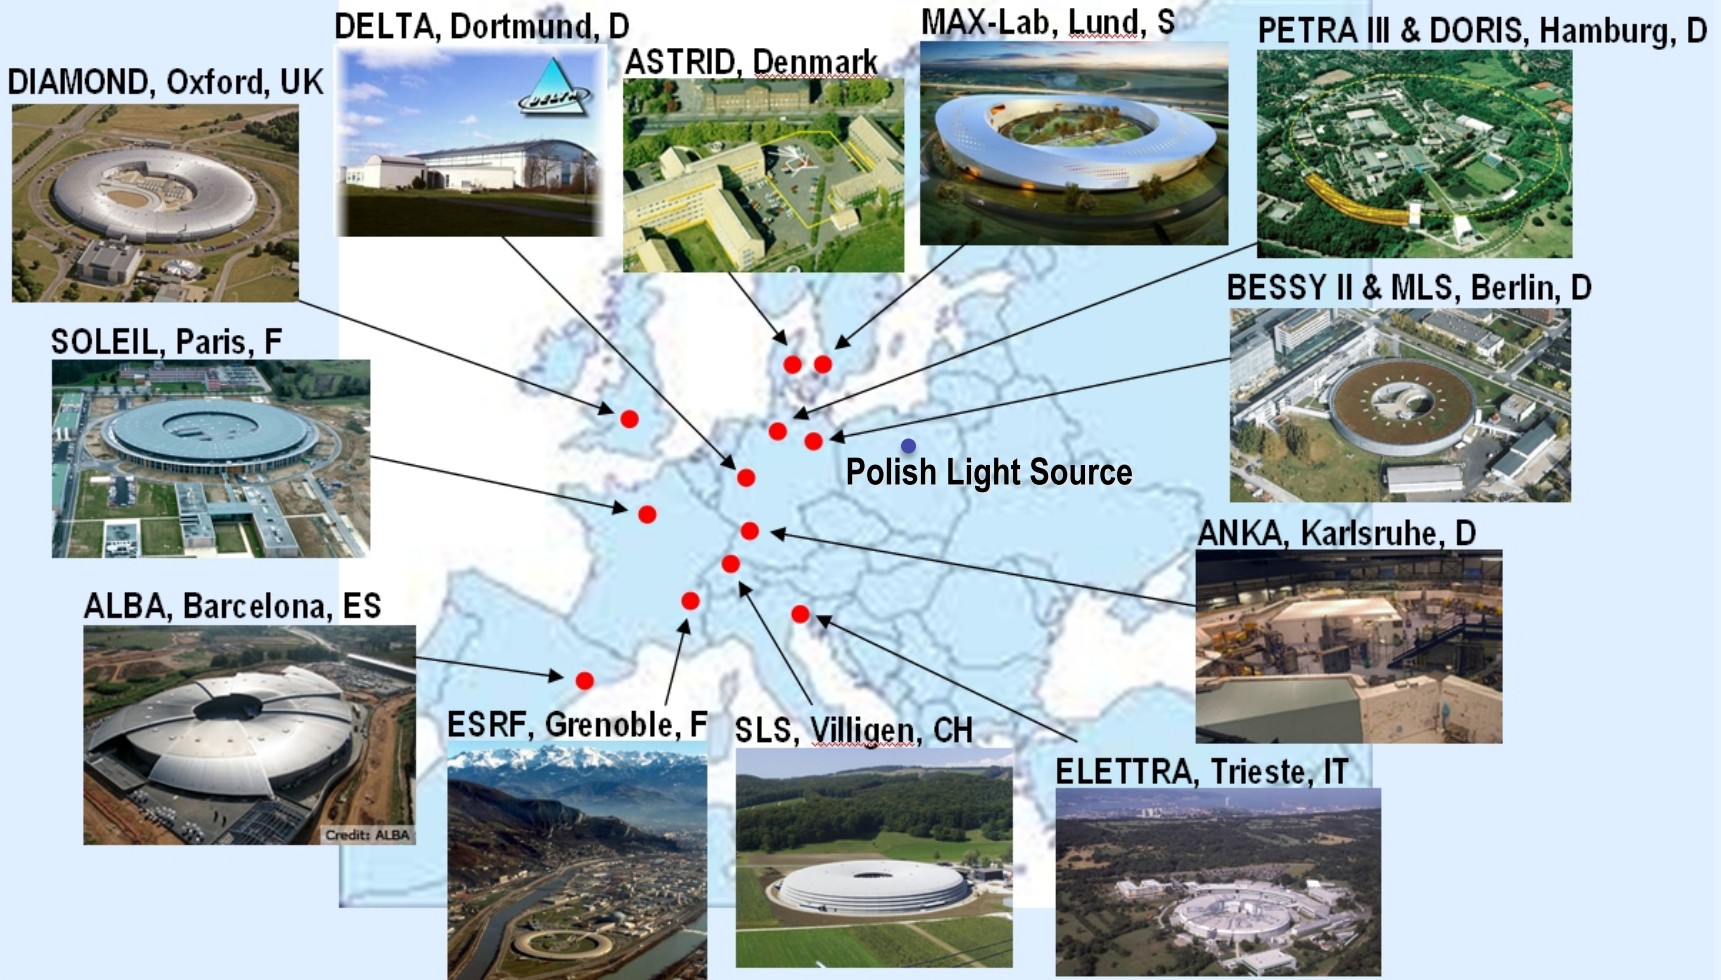 DELTA, Dortmund, D
MAX-Lab, Lund, S
PETRA III & DORIS, Hamburg, D
ASTRID, Denmark
DIAMOND, Oxford, UK
DELTA
BESSY II & MLS, Berlin, D
SOLEIL, Paris, F
Polish Light Source
ANKA, Karlsruhe, D
ALBA, Barcelona, ES
ESRF, Grenoble, F
SLS, Villigen, CH
ELETTRA, Trieste, IT
Credit: ALBA